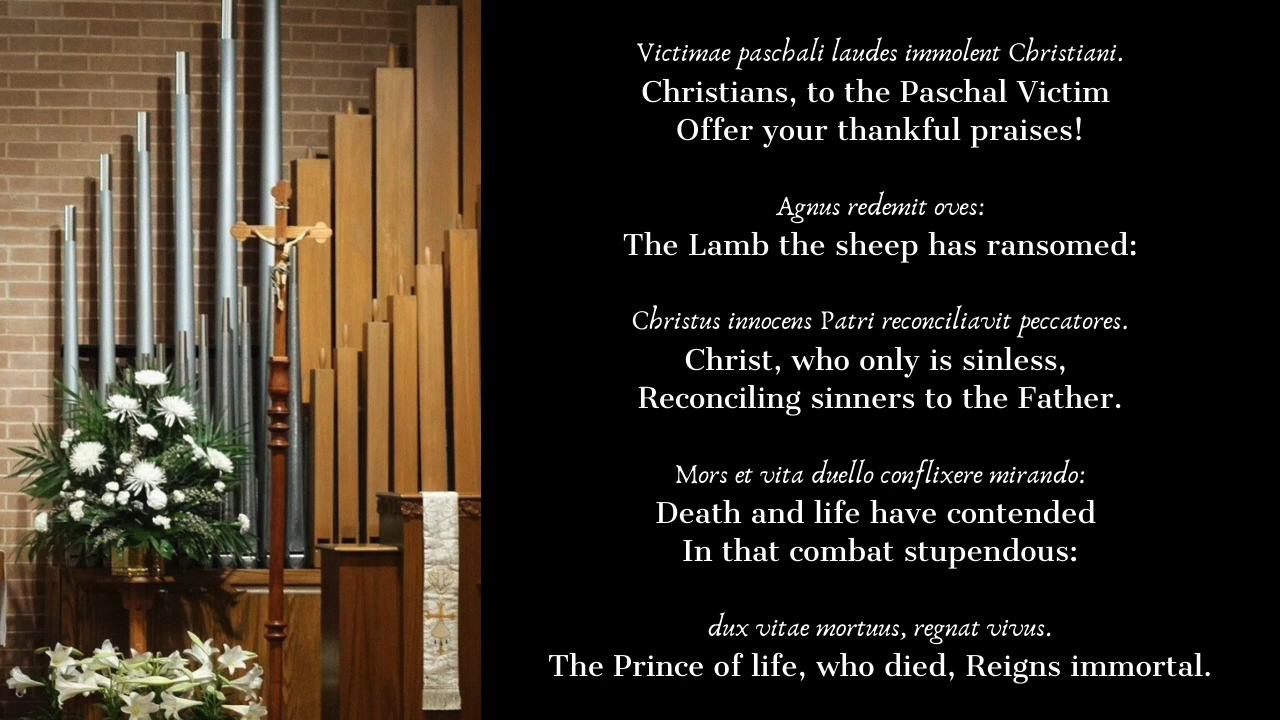 Victimae paschali laudes immolent Christiani.
Christians, to the Paschal Victim
Offer your thankful praises!
Agnus redemit oves:
The Lamb the sheep has ransomed:
Christus innocens Patri reconciliavit peccatores.
Christ, who only is sinless,
Reconciling sinners to the Father.
Mors et vita duello conflixere mirando:
Death and life have contended
In that combat stupendous:
dux vitae mortuus, regnat vivus.
The Prince of life, who died, Reigns immortal.